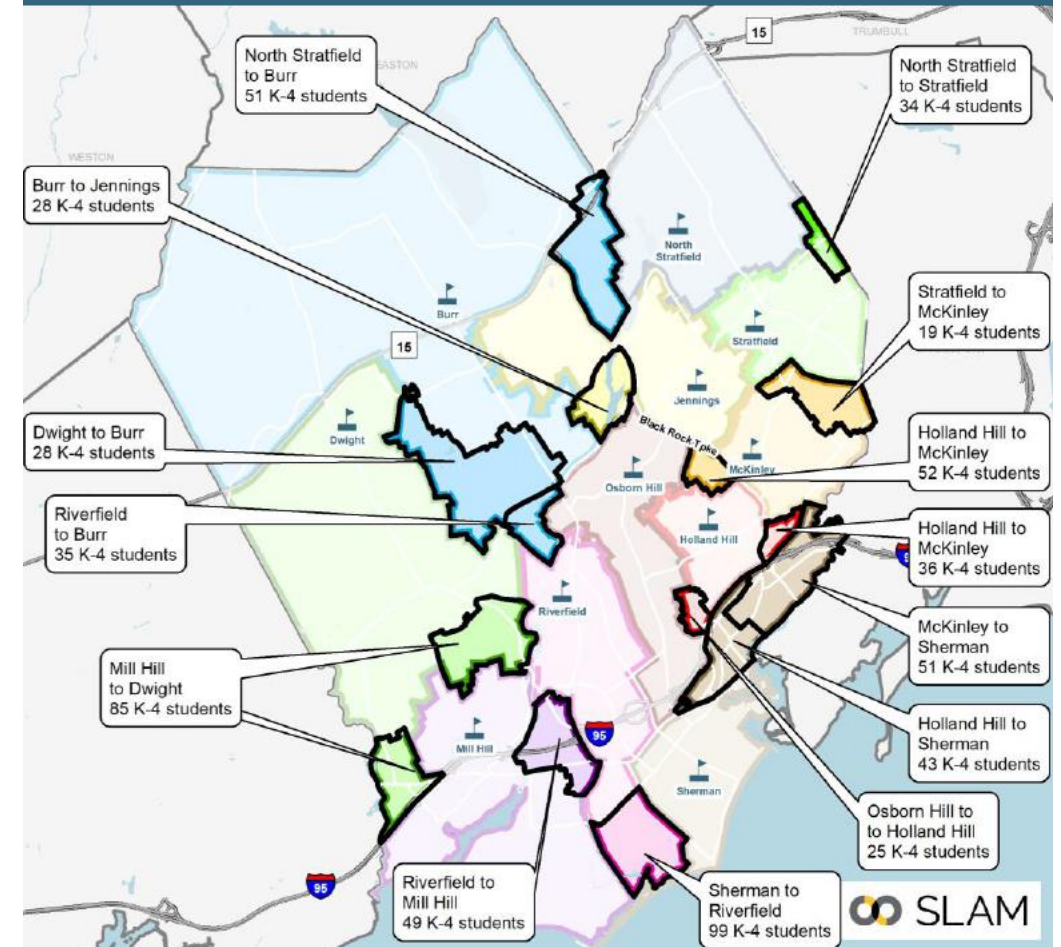 15
TRUMBULL
EASTON
WESTON
North Stratfield
to Burr
51 K-4 students
North Stratfield
to Stratfield
34 K-4 students
Burr to Jennings
28 K-4 students
North
Stratfield
Burr
15
Stratfield
Stratfield to
McKinley
19 K-4 students
Jennings
Black Rock Tpke
Dwight
Dwight to Burr
28 K-4 students
Holland Hill to
McKinley
52 K-4 students
McKinley
Osborn Hill
Riverfield
to Burr
35 K-4 students
Holland Hill
Holland Hill to
McKinley
36 K-4 students
Riverfield
McKinley to
Sherman
51 K-4 students
Mill Hill
to Dwight
85 K-4 students
Mill Hill
95
Holland Hill to
Sherman
43 K-4 students
Sherman
Osborn Hill to
to Holland Hill
25 K-4 students
95
Riverfield to
Mill Hill
49 K-4 students
Sherman to
Riverfield
99 K-4 students
SLAM